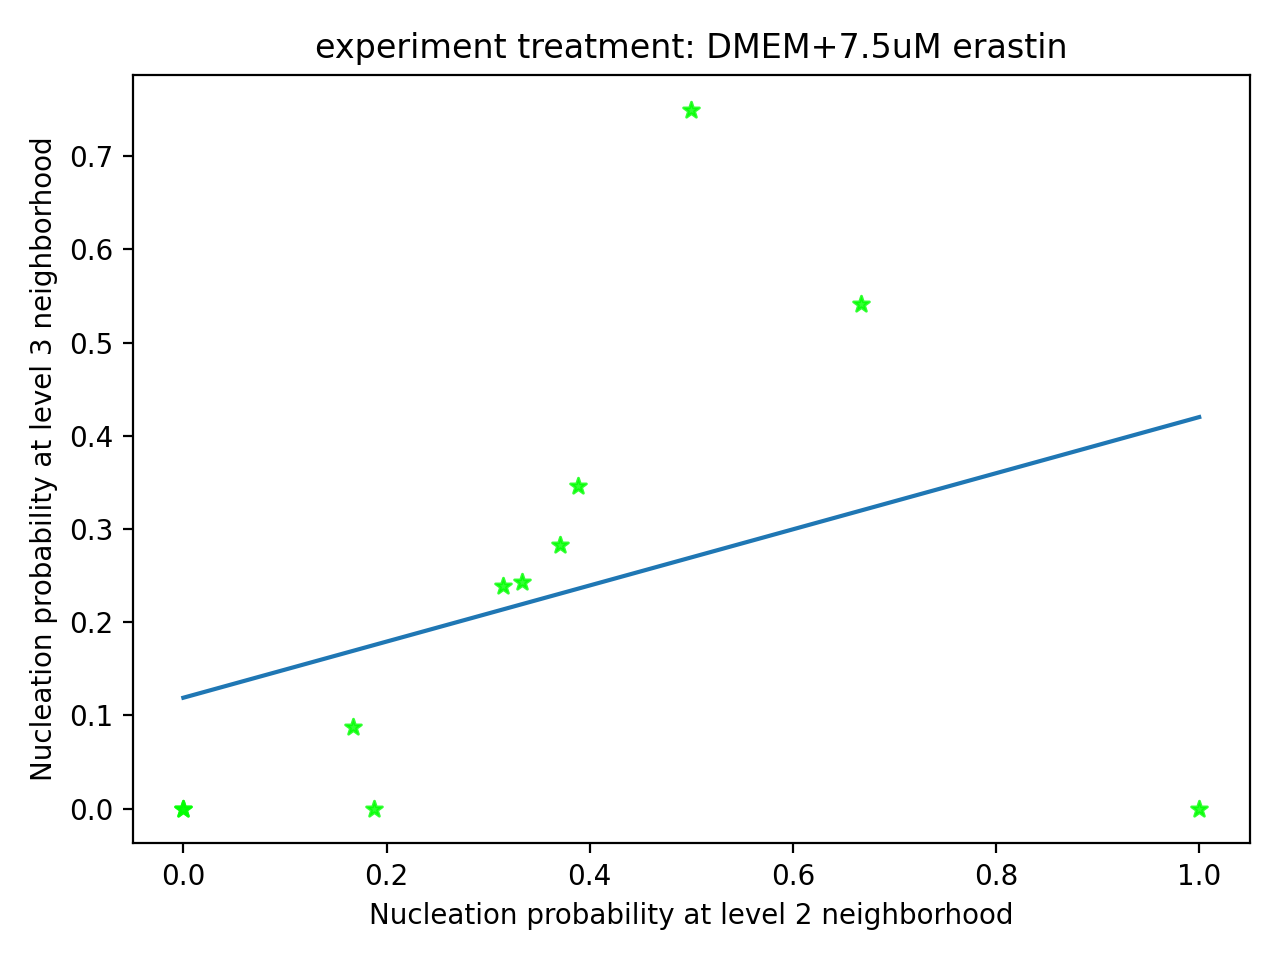 experiment treatment: DMEM+7.5uM erastin
Nucleation probability at level 3 neighborhood
0.7
0.6
0.5
0.4
0.3
0.2
0.1
0.0
0.0 0.2 0.4 0.6 0.8 1.0
Nucleation probability at level 2 neighborhood